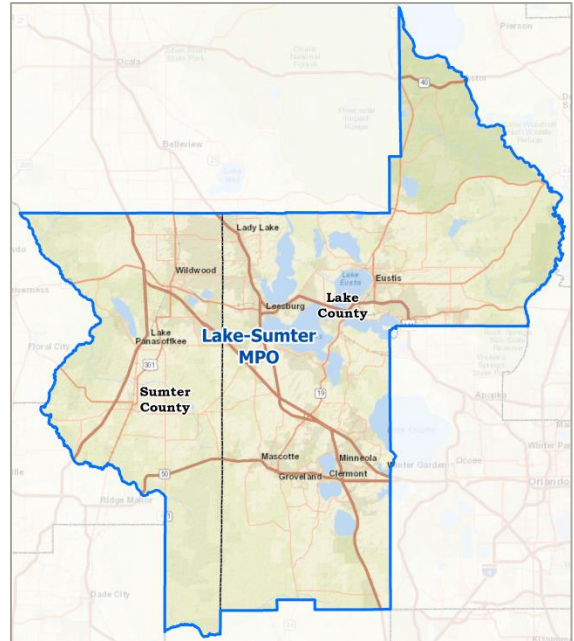 Pierson
Ocala
40
Belleview
Lady Lake
Wildwood
Lake
Eustis
Eustis
Leesburg
Lake
County
Lake
Panasoffkee
Floral City
Lake-Sumter
MPO
301
Sumter
County
19
Apopka
Mascotte
Minneola
Winter Garden
Ocoee
Groveland
Clermont
50
Orlando
Ridge Manor
Dade City
4